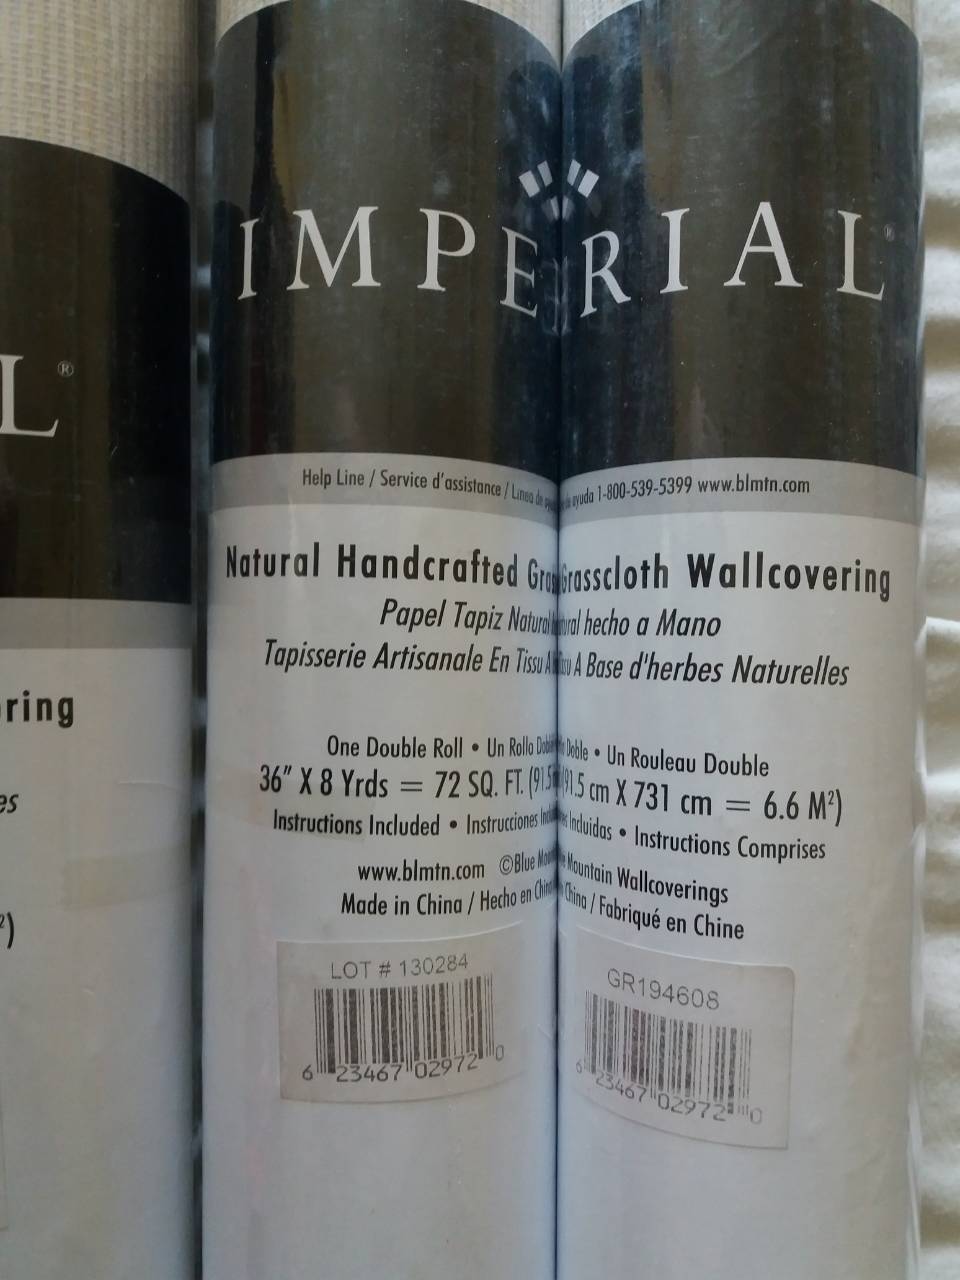 IMPERIAL®
L®
Help Line / Service d'assistance / Linea de ayuda 1-800-539-5399 www.blmtn.com
Natural Handcrafted Grasscloth Wallcovering
ring
Papel Tapiz Natural hecho a Mano
Tapisserie Artisanale En Tissu A Base d'herbes Naturelles
es
One Double Roll • Un Rollo Doble • Un Rouleau Double
36" X 8 Yrds = 72 SQ. FT. (91.5 cm X 731 cm = 6.6 M²)
²)
Instructions Included • Instrucciones Incluidas • Instructions Comprises
www.blmtn.com ©Blue Mountain Wallcoverings
Made in China / Hecho en China / Fabriqué en Chine
LOT # 130284
6 23467 02972 0
GR194608
6 23467 02972 0